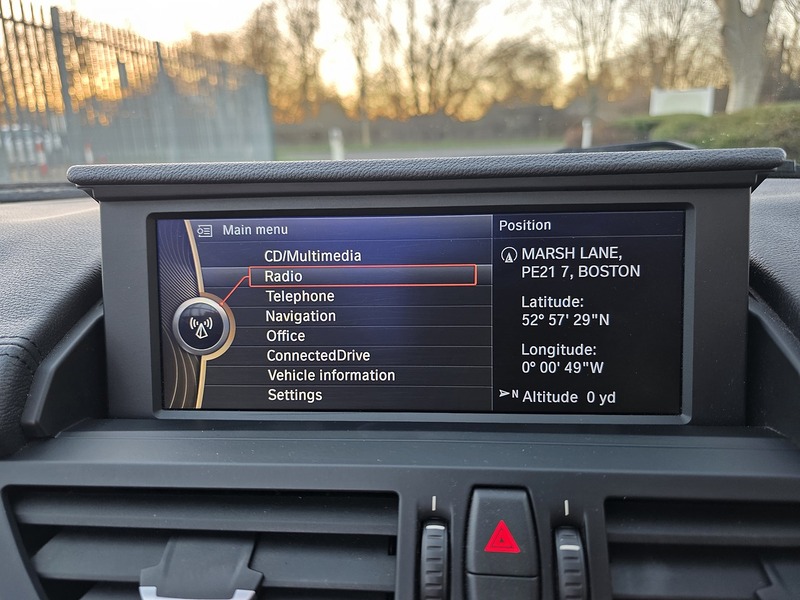 Main menu
CD/Multimedia
Radio
Telephone
Navigation
Office
ConnectedDrive
Vehicle information
Settings
Position
MARSH LANE,
PE21 7, BOSTON
Latitude:
52° 57' 29"N
Longitude:
0° 00' 49"W
N Altitude 0 yd